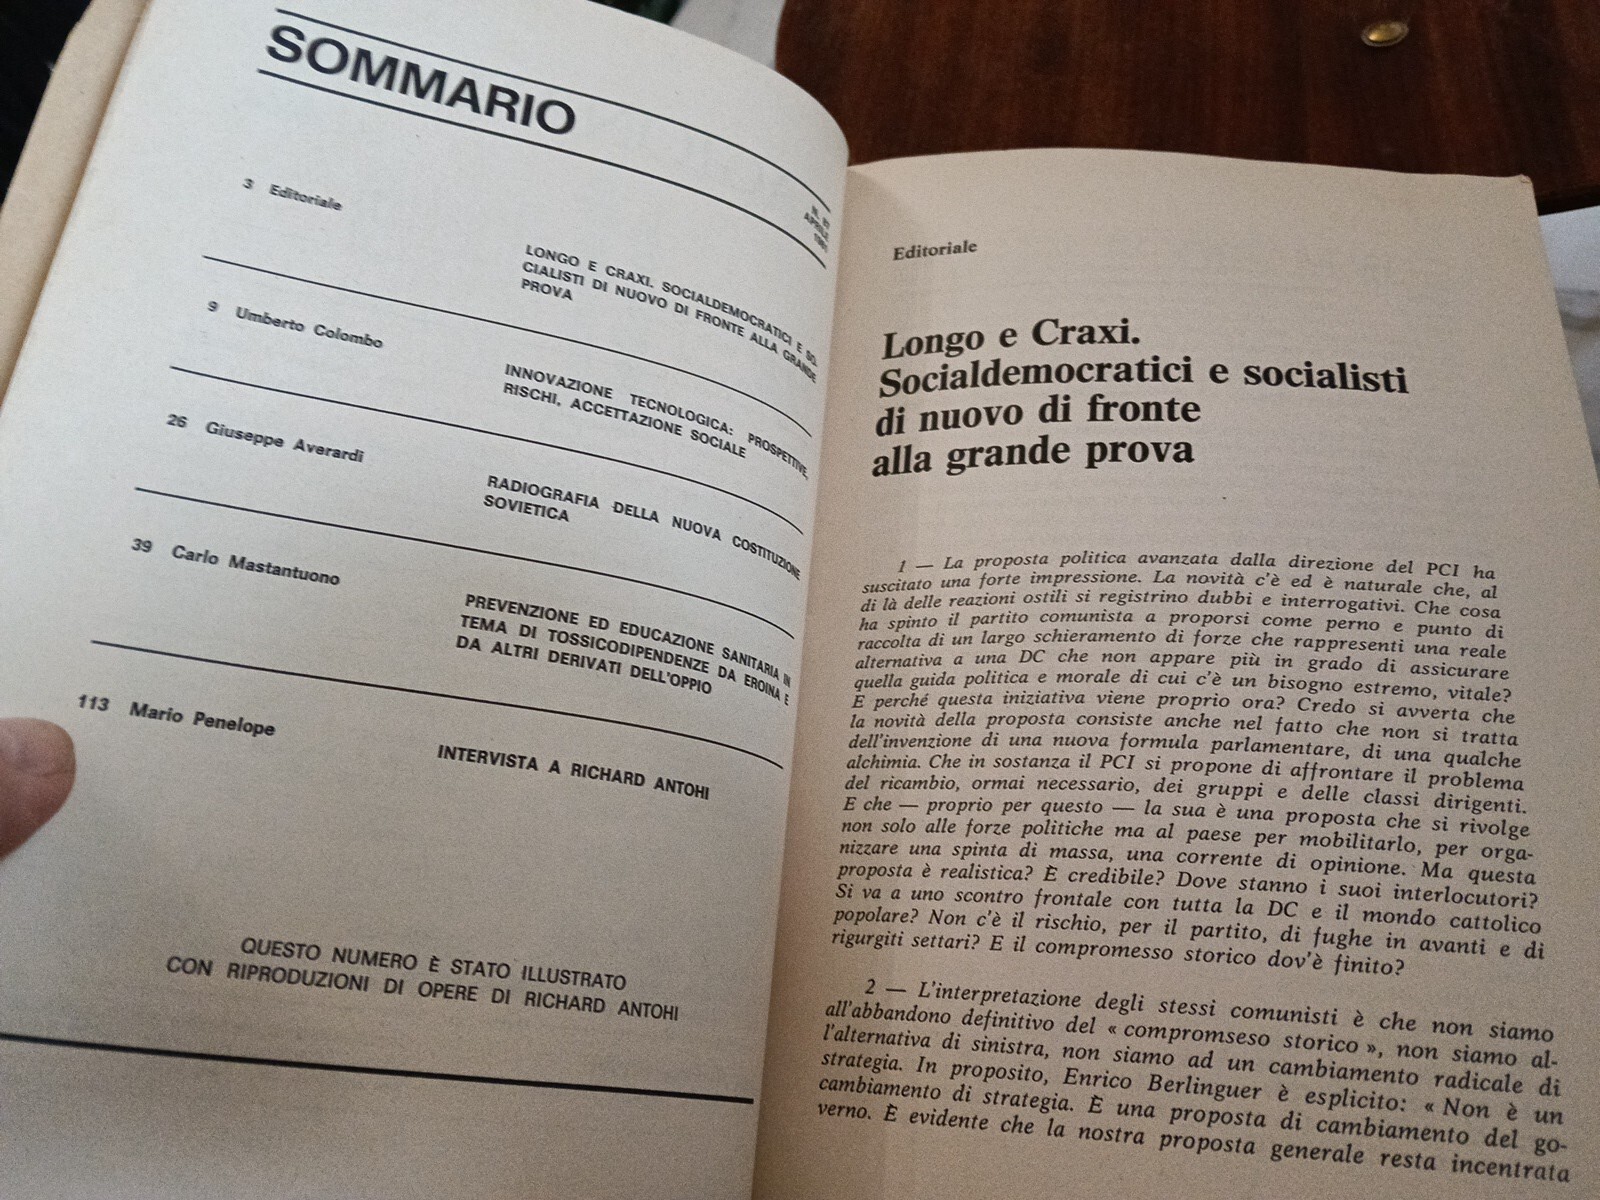 SOMMARIO
APRILE
1981
3 Editoriale
LONGO E CRAXI. SOCIALDEMOCRATICI E SO-
CIALISTI DI NUOVO DI FRONTE ALLA GRANDE
PROVA
9 Umberto Colombo
INNOVAZIONE TECNOLOGICA: PROSPETTIVE,
RISCHI, ACCETTAZIONE SOCIALE
26 Giuseppe Averardi
RADIOGRAFIA DELLA NUOVA COSTITUZIONE
SOVIETICA
39 Carlo Mastantuono
PREVENZIONE ED EDUCAZIONE SANITARIA IN
TEMA DI TOSSICODIPENDENZE DA EROINA E
DA ALTRI DERIVATI DELL'OPPIO
113 Mario Penelope
INTERVISTA A RICHARD ANTOHI
QUESTO NUMERO È STATO ILLUSTRATO
CON RIPRODUZIONI DI OPERE DI RICHARD ANTOHI
Editoriale
Longo e Craxi.
Socialdemocratici e socialisti
di nuovo di fronte
alla grande prova
1 — La proposta politica avanzata dalla direzione del PCI ha
suscitato una forte impressione. La novità c'è ed è naturale che, al
di là delle reazioni ostili si registrino dubbi e interrogativi. Che cosa
ha spinto il partito comunista a proporsi come perno e punto di
raccolta di un largo schieramento di forze che rappresenti una reale
alternativa a una DC che non appare più in grado di assicurare
quella guida politica e morale di cui c'è un bisogno estremo, vitale?
E perché questa iniziativa viene proprio ora? Credo si avverta che
la novità della proposta consiste anche nel fatto che non si tratta
dell'invenzione di una nuova formula parlamentare, di una qualche
alchimia. Che in sostanza il PCI si propone di affrontare il problema
del ricambio, ormai necessario, dei gruppi e delle classi dirigenti.
E che — proprio per questo — la sua è una proposta che si rivolge
non solo alle forze politiche ma al paese per mobilitarlo, per orga-
nizzare una spinta di massa, una corrente di opinione. Ma questa
proposta è realistica? È credibile? Dove stanno i suoi interlocutori?
Si va a uno scontro frontale con tutta la DC e il mondo cattolico
popolare? Non c'è il rischio, per il partito, di fughe in avanti e di
rigurgiti settari? E il compromesso storico dov'è finito?
2 — L'interpretazione degli stessi comunisti è che non siamo
all'abbandono definitivo del « compromseso storico », non siamo al-
l'alternativa di sinistra, non siamo ad un cambiamento radicale di
strategia. In proposito, Enrico Berlinguer è esplicito: « Non è un
cambiamento di strategia. È una proposta di cambiamento del go-
verno. È evidente che la nostra proposta generale resta incentrata